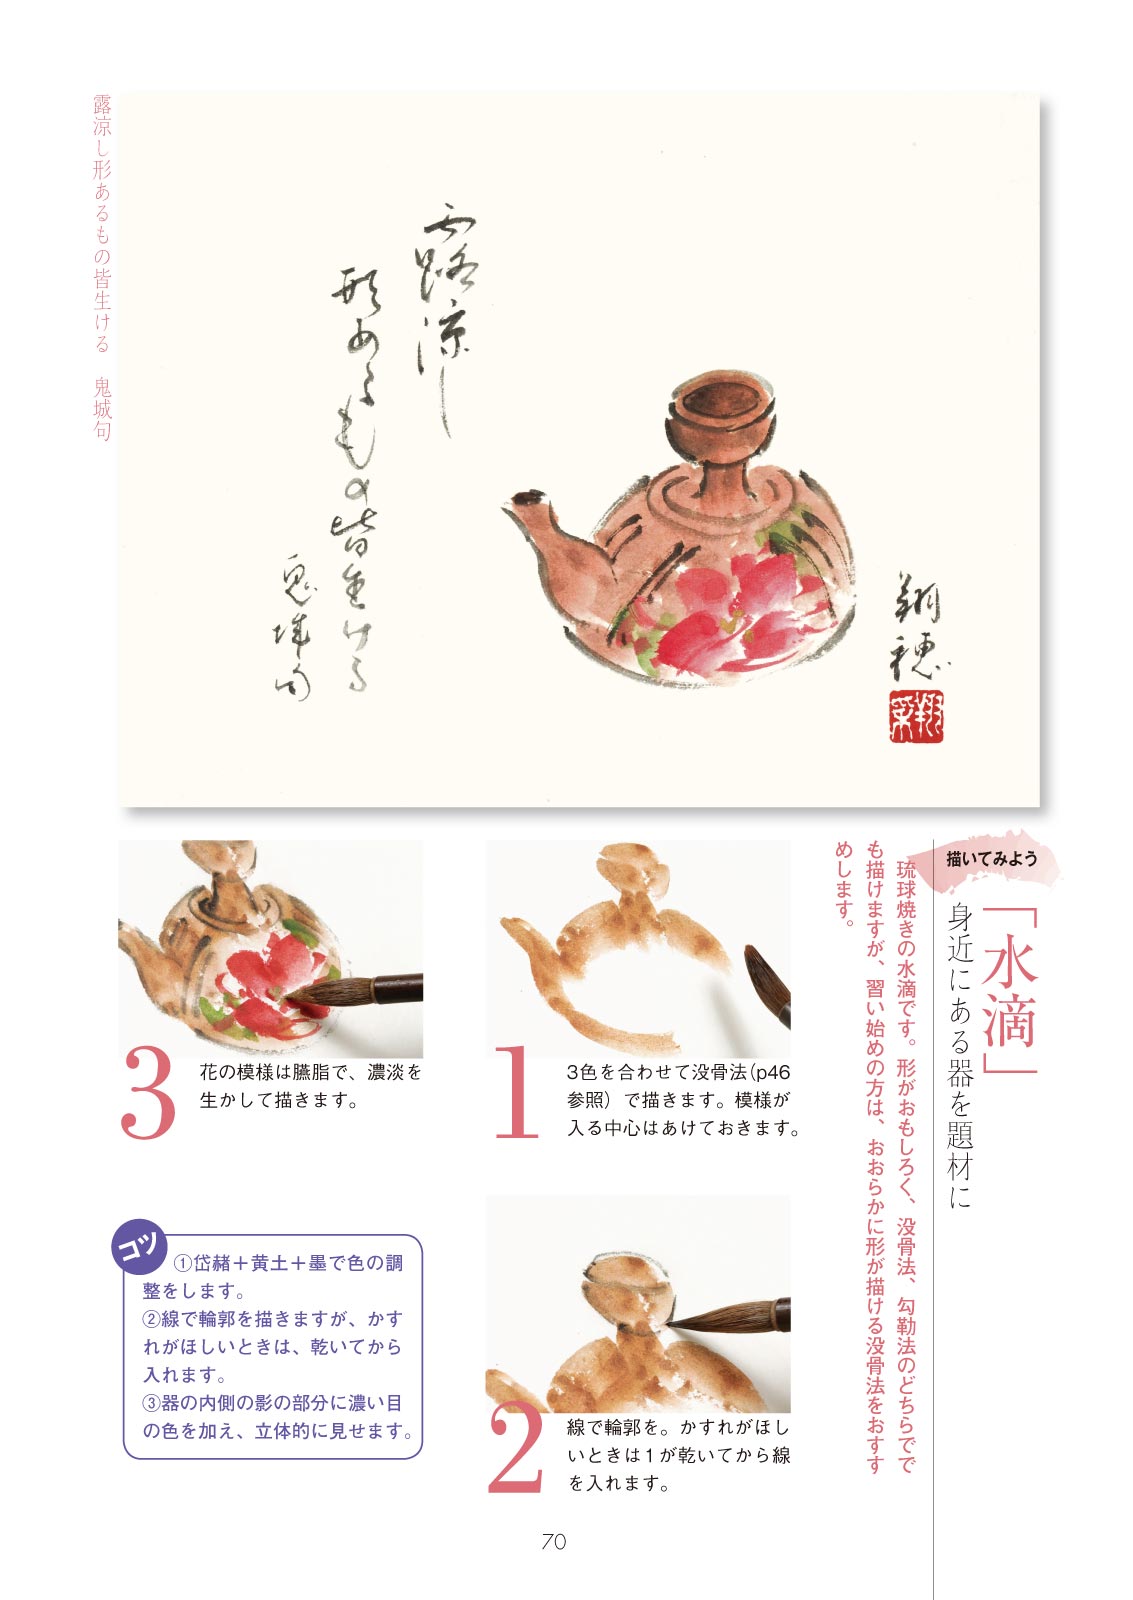 露涼し形あるもの皆生ける　鬼城句
露涼し
形あるもの皆生ける
鬼城句
翔穂
描いてみよう
「水滴」
身近にある器を題材に
琉球焼きの水滴です。形がおもしろく、没骨法、勾勒法のどちらでで
も描けますが、習い始めの方は、おおらかに形が描ける没骨法をおすす
めします。
1
3色を合わせて没骨法（p46
参照）で描きます。模様が
入る中心はあけておきます。
2
線で輪郭を。かすれがほし
いときは1が乾いてから線
を入れます。
3
花の模様は臙脂で、濃淡を
生かして描きます。
コツ
①岱赭＋黄土＋墨で色の調
整をします。
②線で輪郭を描きますが、かす
れがほしいときは、乾いてから
入れます。
③器の内側の影の部分に濃い目
の色を加え、立体的に見せます。
70